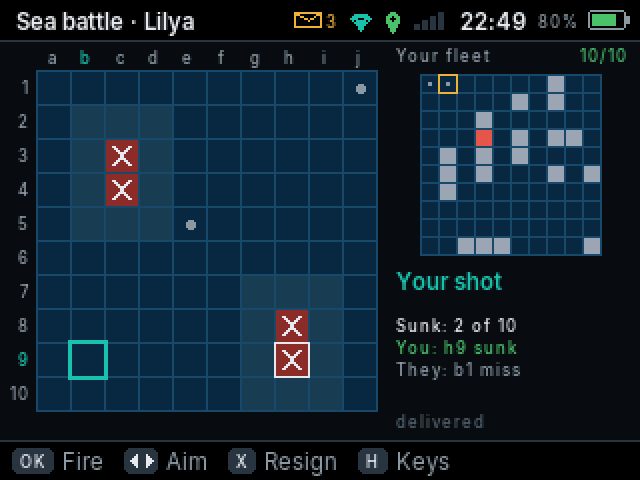 Sea battle · Lilya 3 22:49 80%
a b c d e f g h i j
1
2
3
4
5
6
7
8
9
10
Your fleet 10/10
Your shot
Sunk: 2 of 10
You: h9 sunk
They: b1 miss
delivered
OK Fire Aim X Resign H Keys